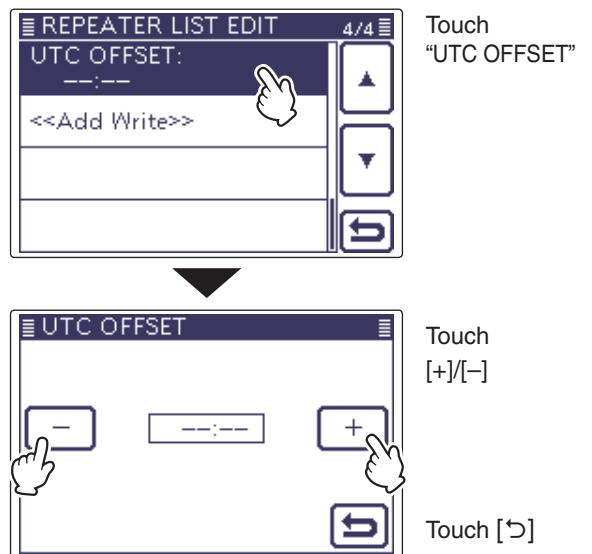 ≣ REPEATER LIST EDIT 4/4 ≣
UTC OFFSET:
--:--
<<Add Write>>
▲
▼
⮌
Touch
“UTC OFFSET”
≣ UTC OFFSET ≣
– --:-- +
⮌
Touch
[+]/[–]
Touch [⮌]